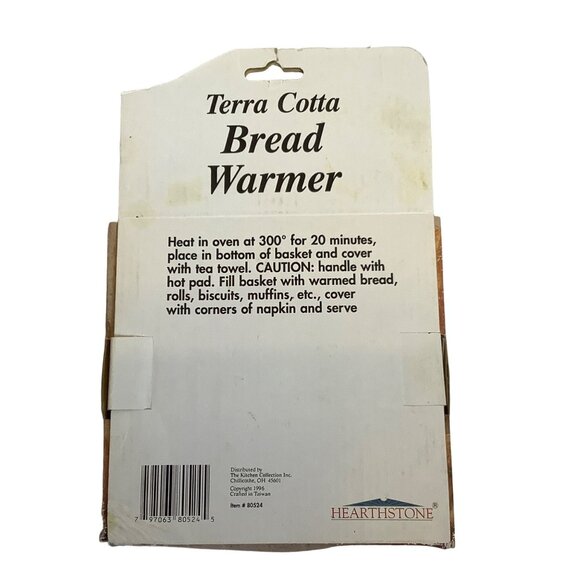 Terra Cotta
Bread
Warmer
Heat in oven at 300° for 20 minutes,
place in bottom of basket and cover
with tea towel. CAUTION: handle with
hot pad. Fill basket with warmed bread,
rolls, biscuits, muffins, etc., cover
with corners of napkin and serve
Distributed by
The Kitchen Collection Inc.
Chillicothe, OH 45601
Copyright 1996
Crafted in Taiwan
Item # 80524
7 97063 80524 5
HEARTHSTONE®